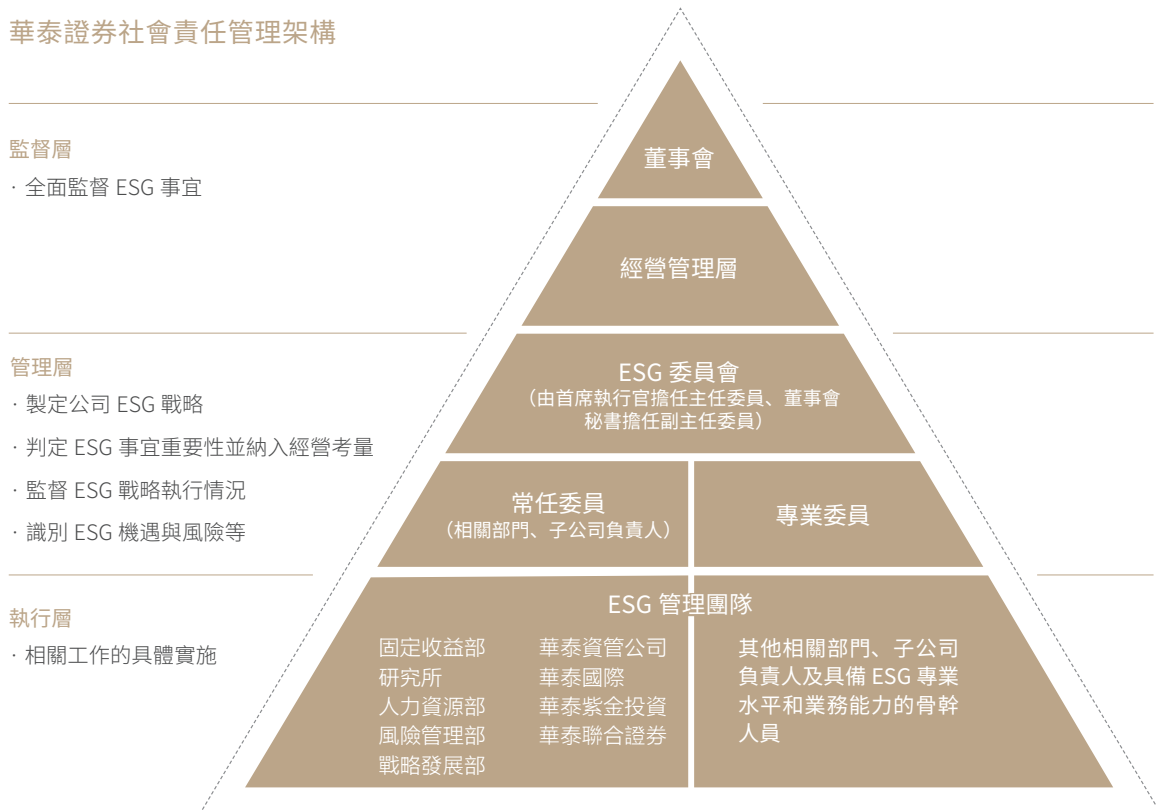 華泰證券社會責任管理架構
監督層
· 全面監督 ESG 事宜
董事會
經營管理層
管理層
· 製定公司 ESG 戰略
· 判定 ESG 事宜重要性並納入經營考量
· 監督 ESG 戰略執行情況
· 識別 ESG 機遇與風險等
ESG 委員會
（由首席執行官擔任主任委員、董事會
秘書擔任副主任委員）
常任委員
（相關部門、子公司負責人）
專業委員
執行層
· 相關工作的具體實施
ESG 管理團隊
固定收益部
研究所
人力資源部
風險管理部
戰略發展部
華泰資管公司
華泰國際
華泰紫金投資
華泰聯合證券
其他相關部門、子公司
負責人及具備 ESG 專業
水平和業務能力的骨幹
人員